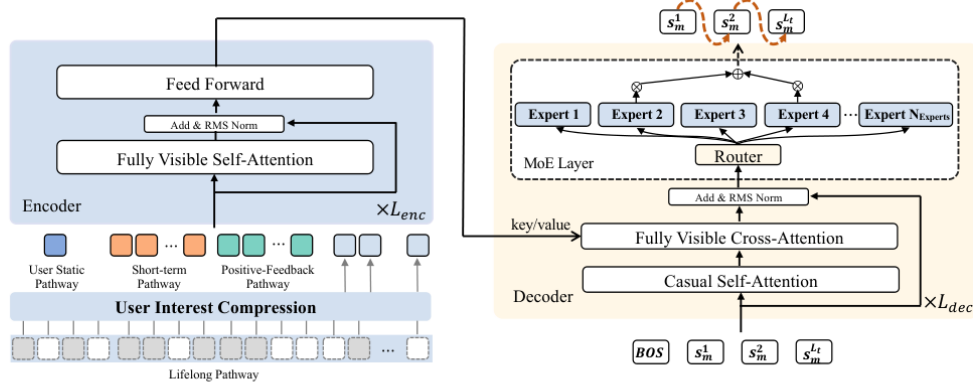 Feed Forward
Add & RMS Norm
Fully Visible Self-Attention
Encoder
×L_enc
...
...
User Static
Pathway
Short-term
Pathway
Positive-Feedback
Pathway
User Interest Compression
...
Lifelong Pathway
s_m^1
s_m^2
s_m^{L_t}
Expert 1
Expert 2
Expert 3
Expert 4
...
Expert N_Experts
Router
MoE Layer
Add & RMS Norm
key/value
Fully Visible Cross-Attention
Casual Self-Attention
Decoder
×L_dec
BOS
s_m^1
s_m^2
s_m^{L_t}